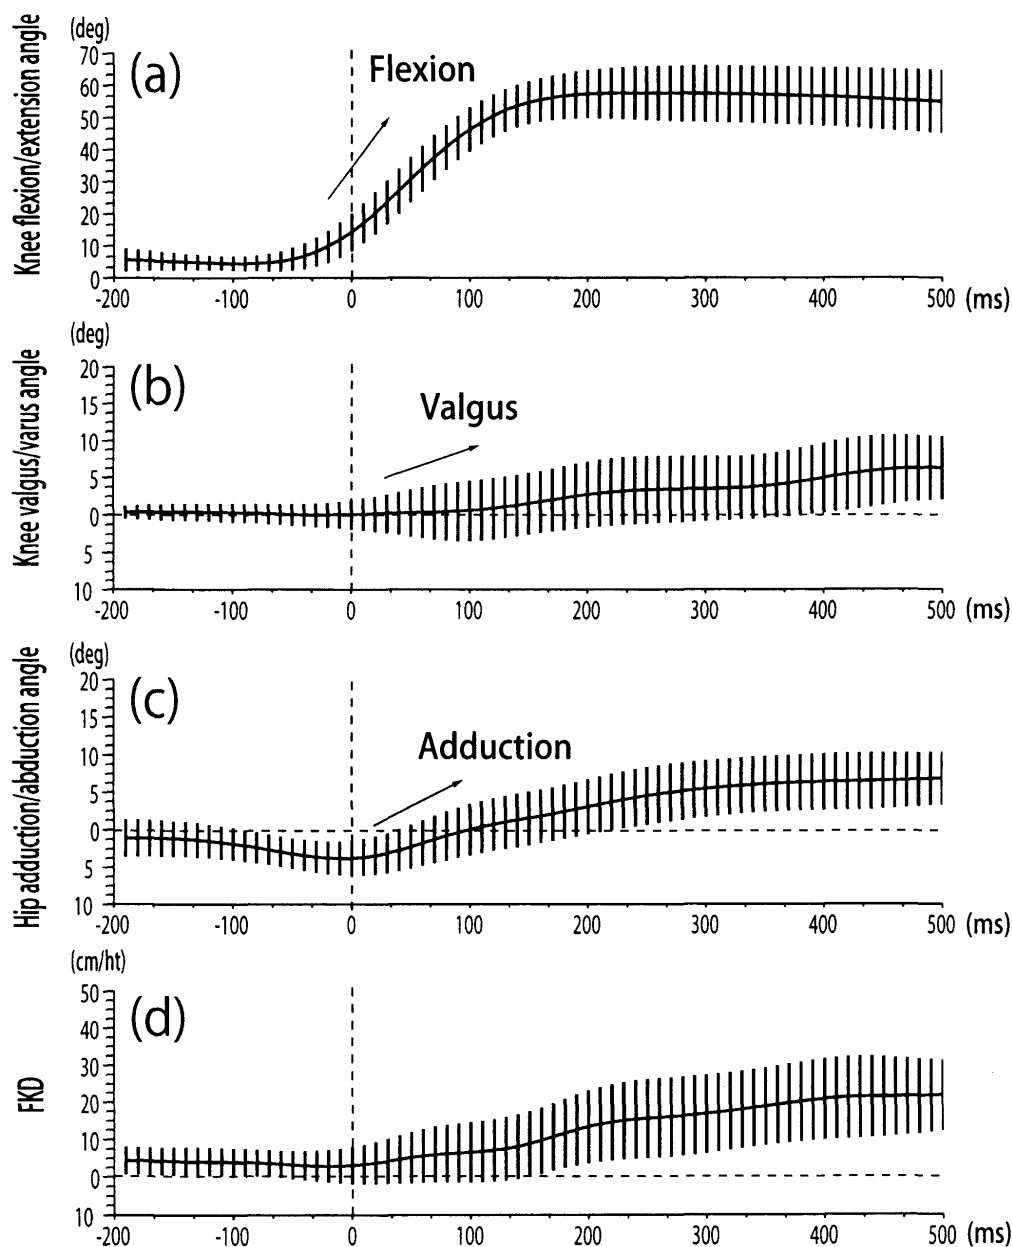 (deg)
Knee flexion/extension angle
(a)
Flexion
70
60
50
40
30
20
10
0
-200 -100 0 100 200 300 400 500 (ms)
(deg)
Knee valgus/varus angle
(b)
Valgus
20
15
10
5
0
5
10
-200 -100 0 100 200 300 400 500 (ms)
(deg)
Hip adduction/abduction angle
(c)
Adduction
20
15
10
5
0
5
10
-200 -100 0 100 200 300 400 500 (ms)
(cm/ht)
FKD
(d)
50
40
30
20
10
0
10
-200 -100 0 100 200 300 400 500 (ms)